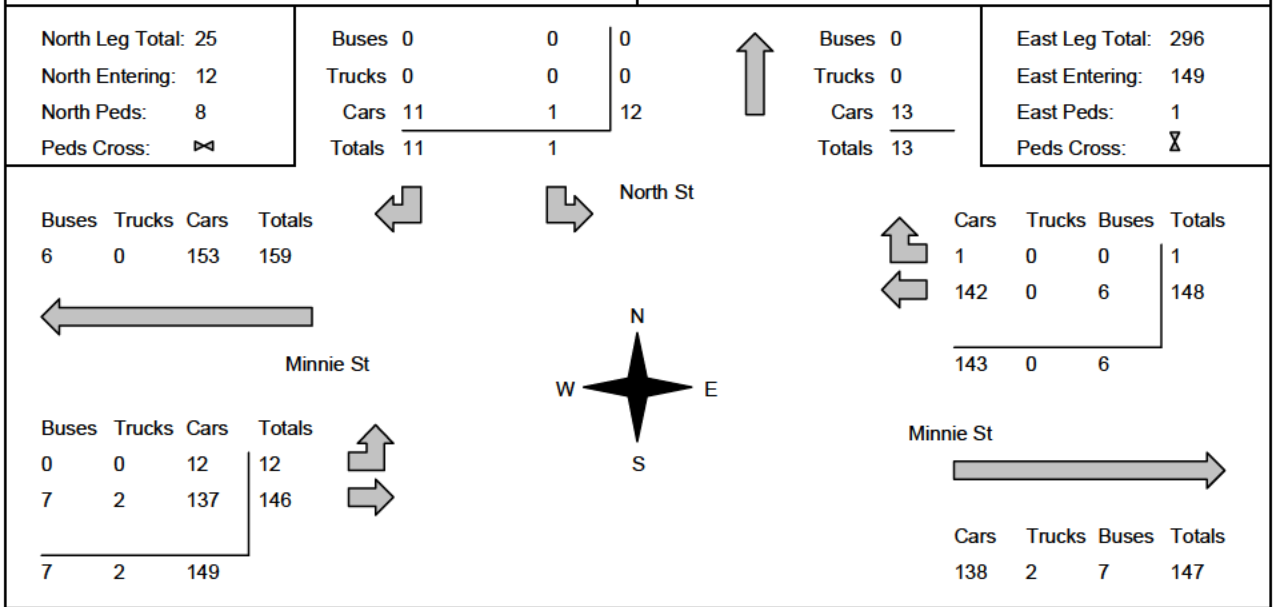 North Leg Total: 25
North Entering: 12
North Peds: 8
Peds Cross: ⋈
Buses 0 0 0
Trucks 0 0 0
Cars 11 1 12
Totals 11 1
Buses 0
Trucks 0
Cars 13
Totals 13
East Leg Total: 296
East Entering: 149
East Peds: 1
Peds Cross: ⧖
North St
Buses Trucks Cars Totals
6 0 153 159
Minnie St
Cars Trucks Buses Totals
1 0 0 1
142 0 6 148
143 0 6
N
W E
S
Buses Trucks Cars Totals
0 0 12 12
7 2 137 146
7 2 149
Minnie St
Cars Trucks Buses Totals
138 2 7 147